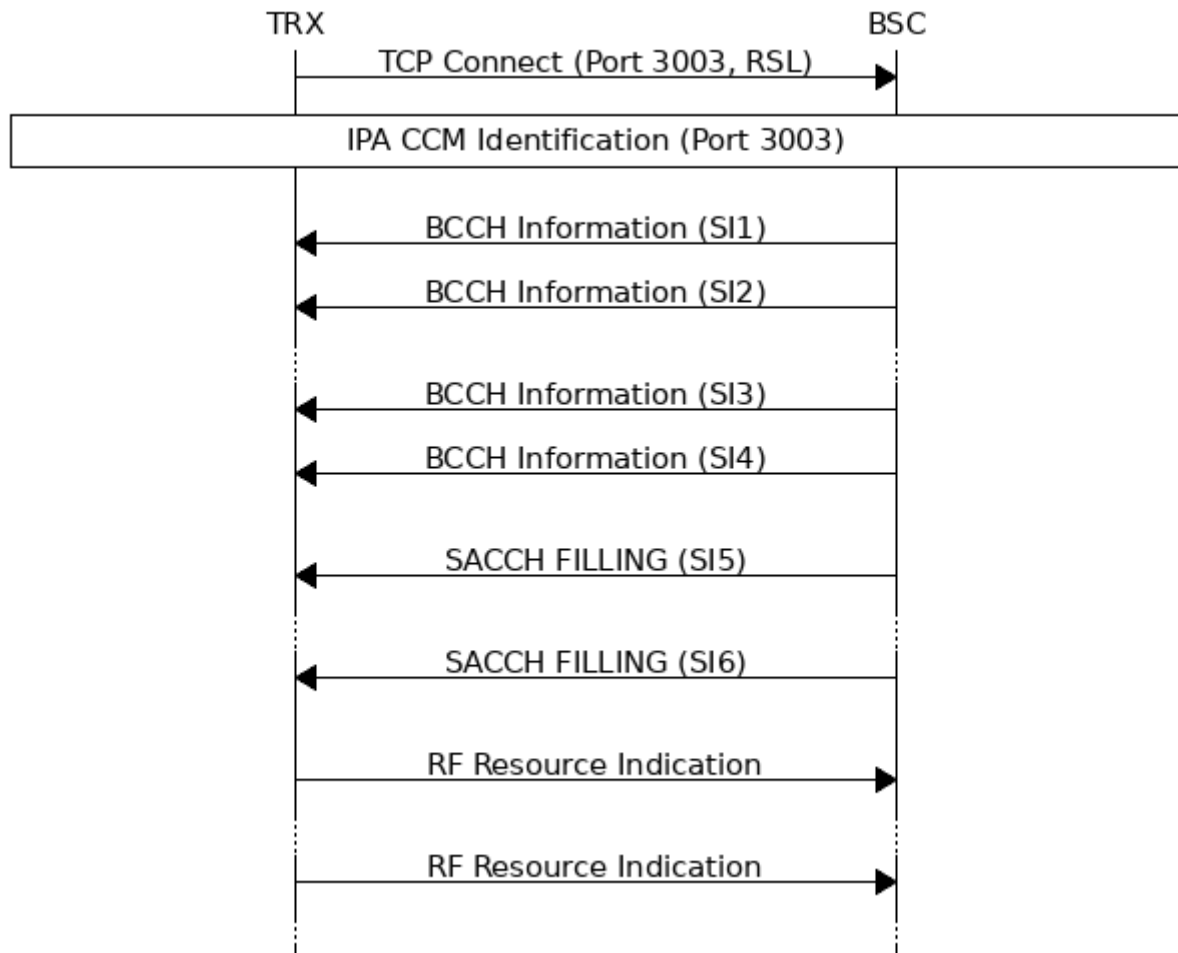 TRX BSC
TCP Connect (Port 3003, RSL)
IPA CCM Identification (Port 3003)
BCCH Information (SI1)
BCCH Information (SI2)
BCCH Information (SI3)
BCCH Information (SI4)
SACCH FILLING (SI5)
SACCH FILLING (SI6)
RF Resource Indication
RF Resource Indication